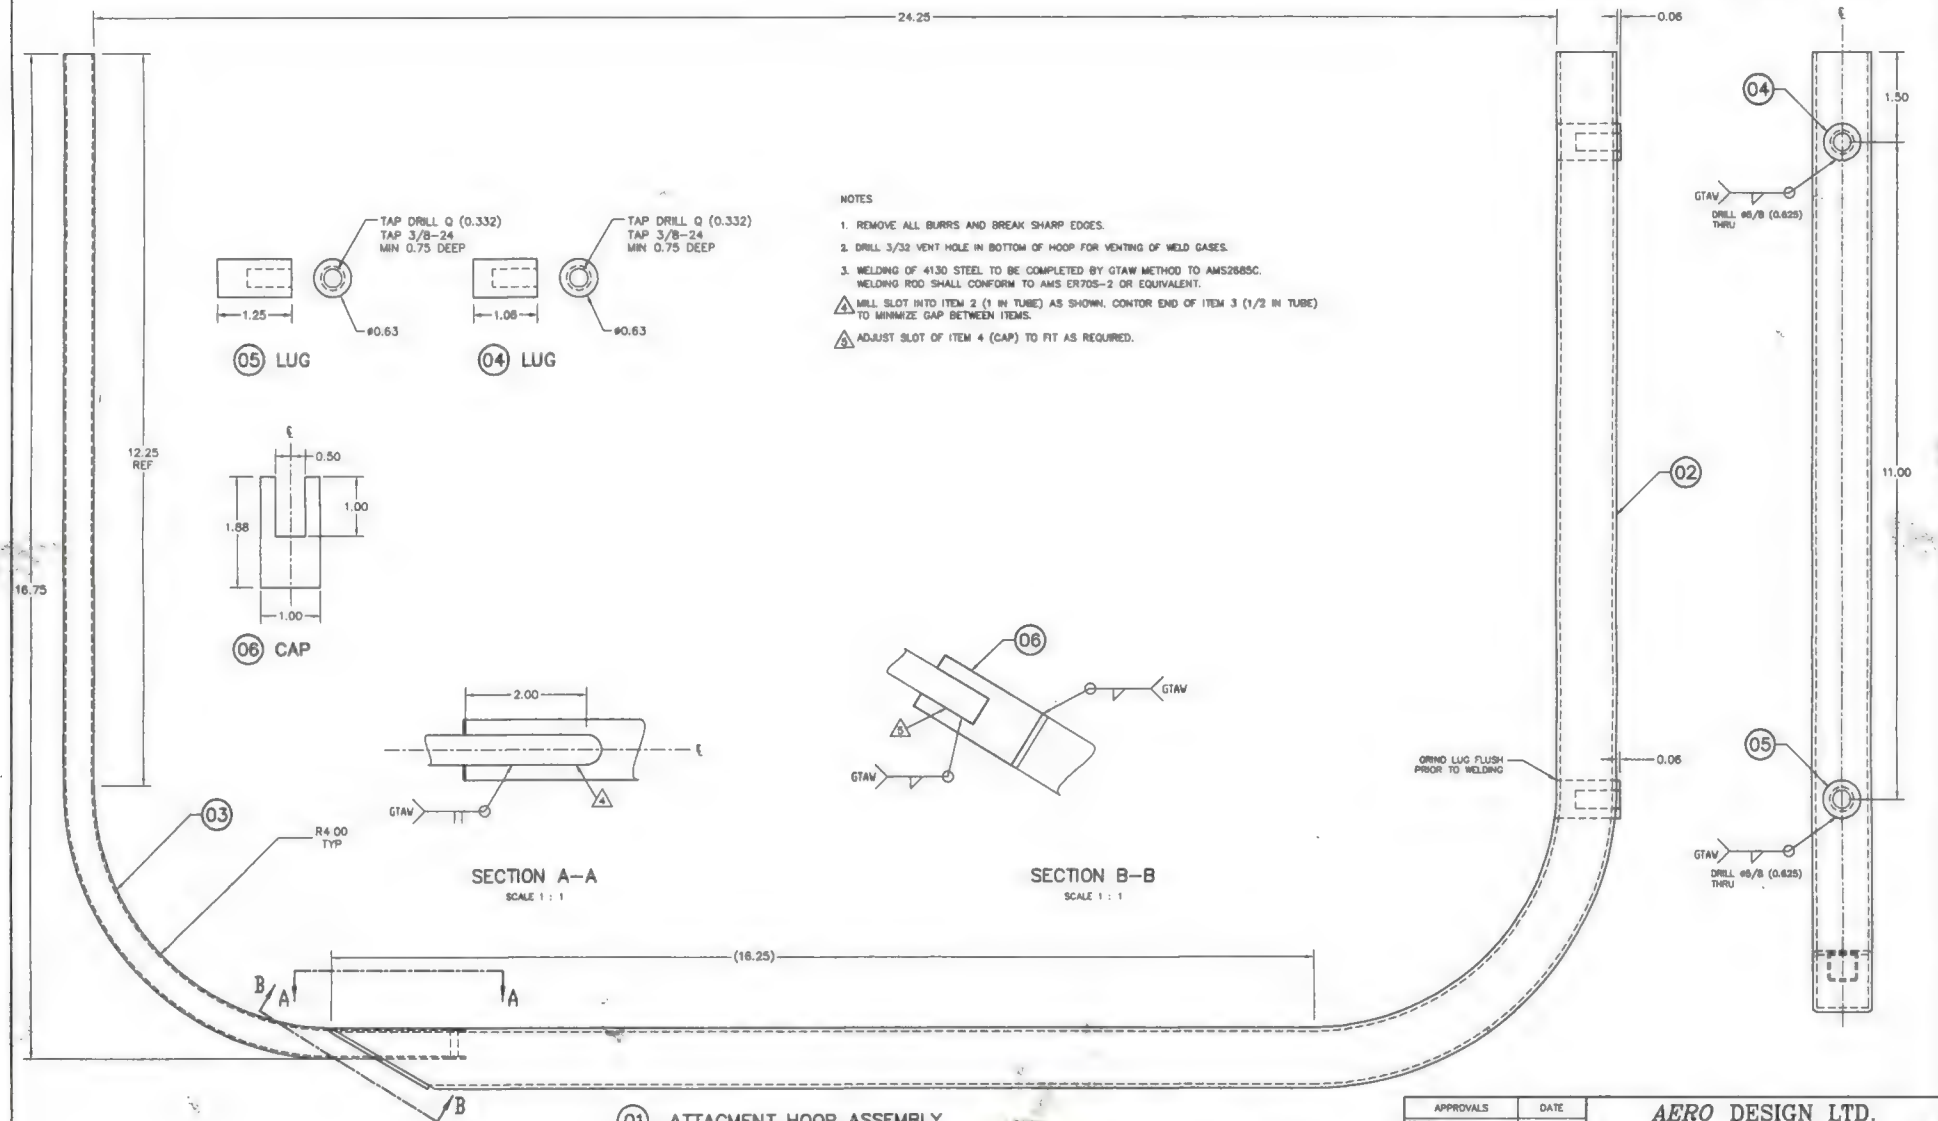 24.25
0.06
04
1.50
GTAW
DRILL ø5/8 (0.625)
THRU
TAP DRILL Q (0.332)
TAP 3/8-24
MIN 0.75 DEEP
1.25
ø0.63
05 LUG
TAP DRILL Q (0.332)
TAP 3/8-24
MIN 0.75 DEEP
1.06
ø0.63
04 LUG
NOTES
1. REMOVE ALL BURRS AND BREAK SHARP EDGES.
2. DRILL 3/32 VENT HOLE IN BOTTOM OF HOOP FOR VENTING OF WELD GASES.
3. WELDING OF 4130 STEEL TO BE COMPLETED BY GTAW METHOD TO AMS2685C.
WELDING ROD SHALL CONFORM TO AMS ER70S-2 OR EQUIVALENT.
4 MILL SLOT INTO ITEM 2 (1 IN TUBE) AS SHOWN. CONTOR END OF ITEM 3 (1/2 IN TUBE)
TO MINIMIZE GAP BETWEEN ITEMS.
5 ADJUST SLOT OF ITEM 4 (CAP) TO FIT AS REQUIRED.
12.25
REF
16.75
℄
0.50
1.00
1.88
1.00
06 CAP
02
11.00
2.00
℄
GTAW
4
SECTION A-A
SCALE 1 : 1
06
GTAW
5
GTAW
SECTION B-B
SCALE 1 : 1
GRIND LUG FLUSH
PRIOR TO WELDING
0.06
05
GTAW
DRILL ø5/8 (0.625)
THRU
03
R4.00
TYP
(16.25)
B
A
A
B
01 ATTACMENT HOOP ASSEMBLY
APPROVALS
DATE
AERO DESIGN LTD.
℄